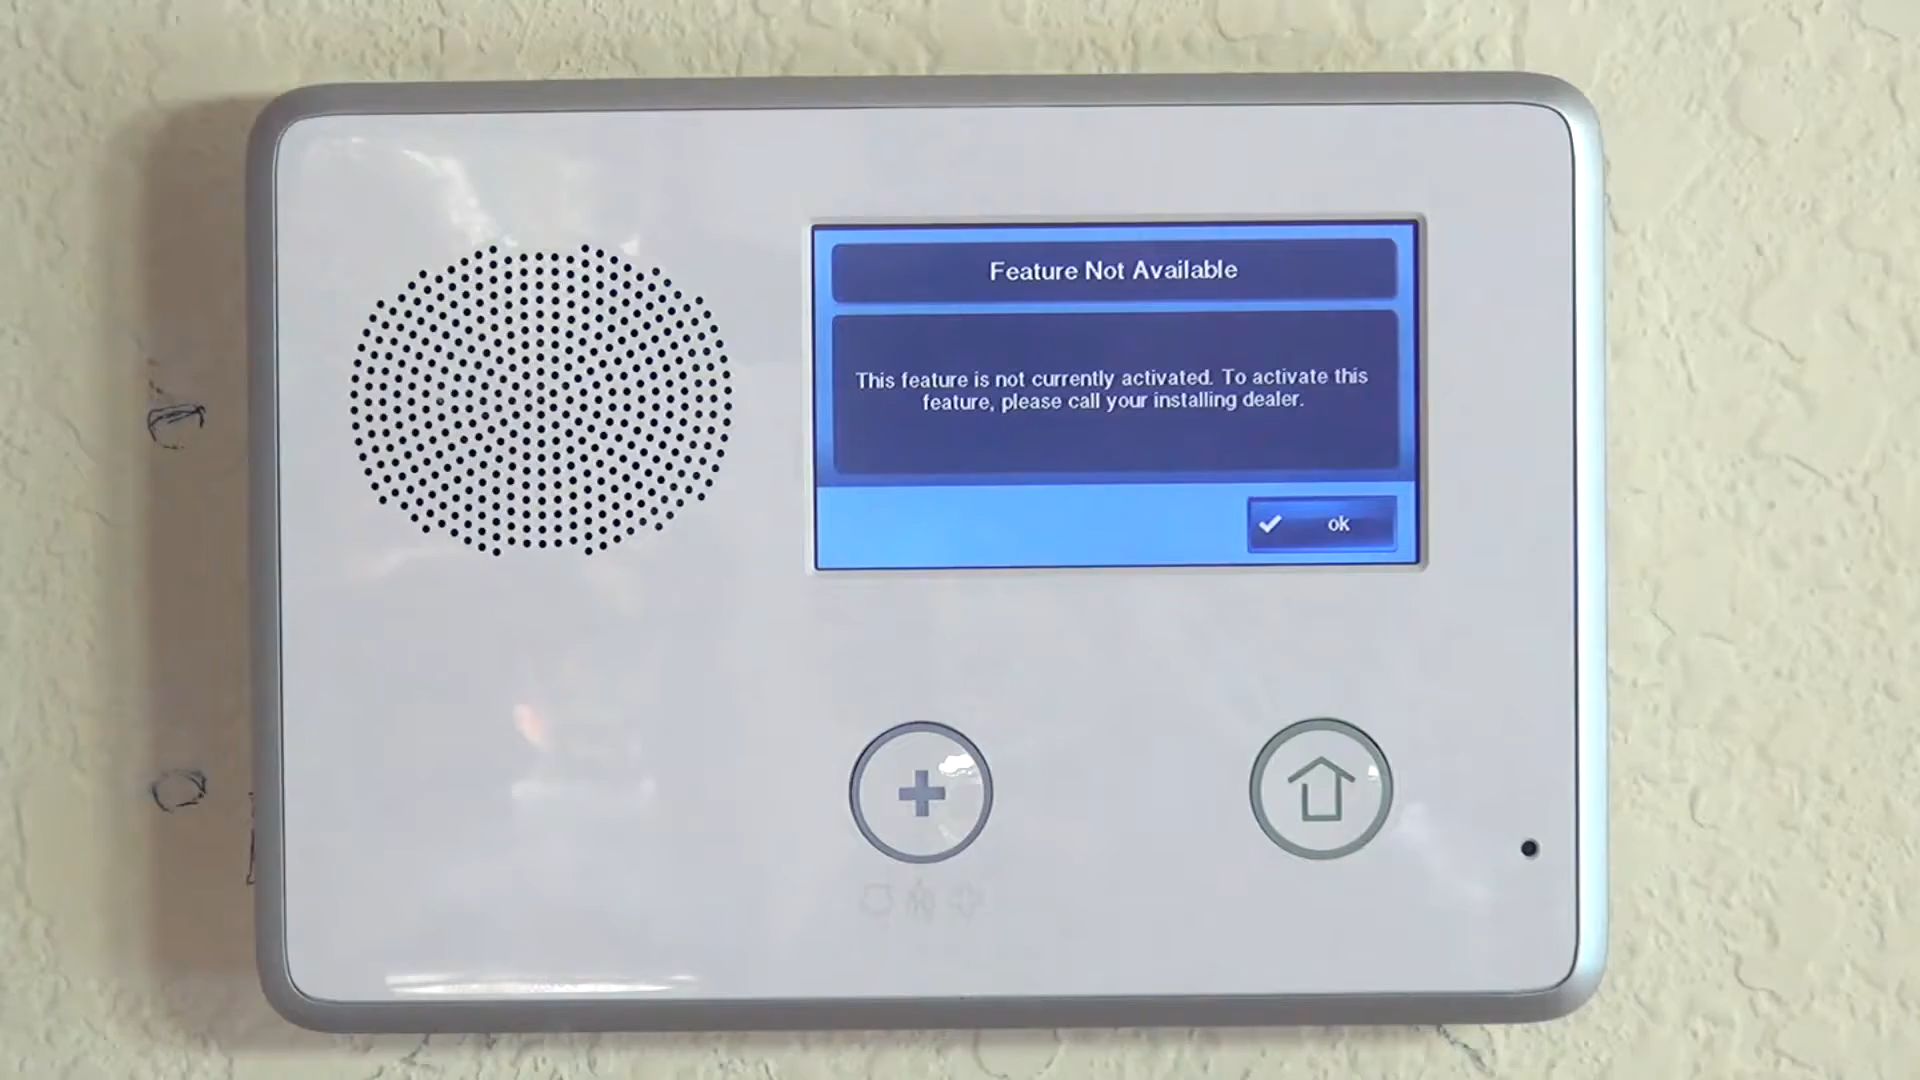 Feature Not Available
This feature is not currently activated. To activate this
feature, please call your installing dealer.
ok